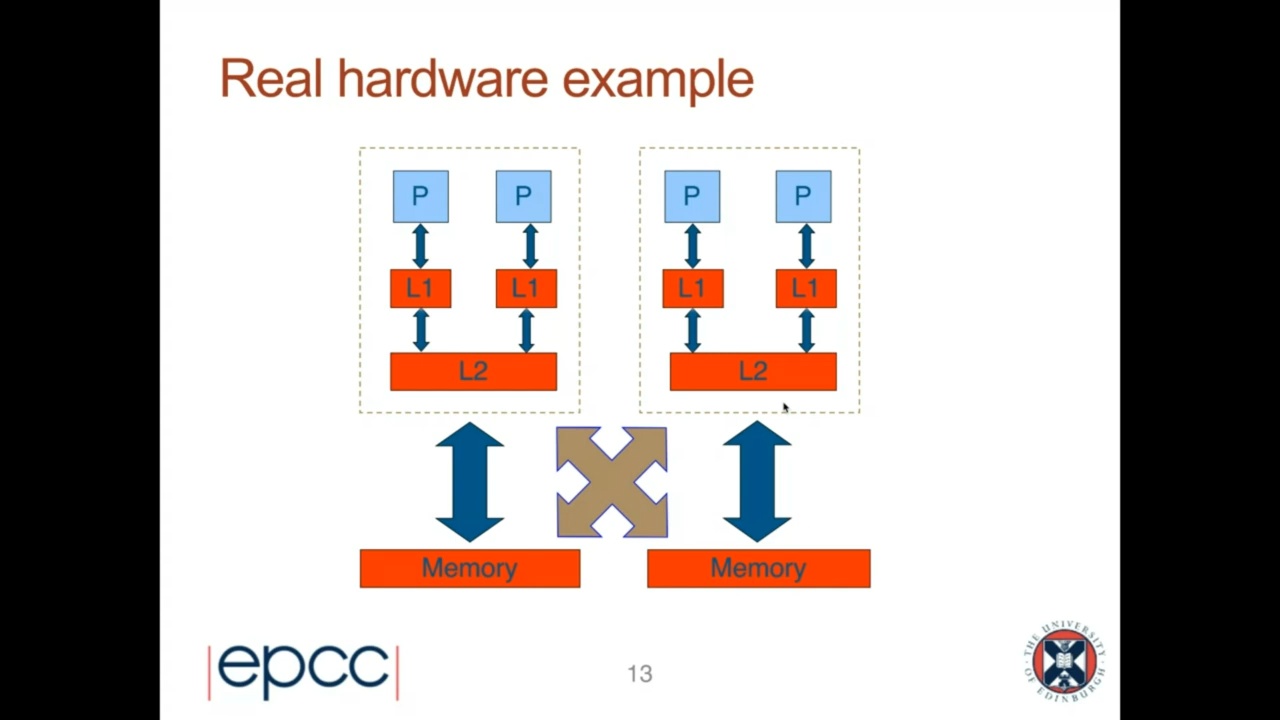 Real hardware example
P P P P
L1 L1 L1 L1
L2 L2
Memory Memory
|epcc|
13
THE UNIVERSITY
OF EDINBURGH